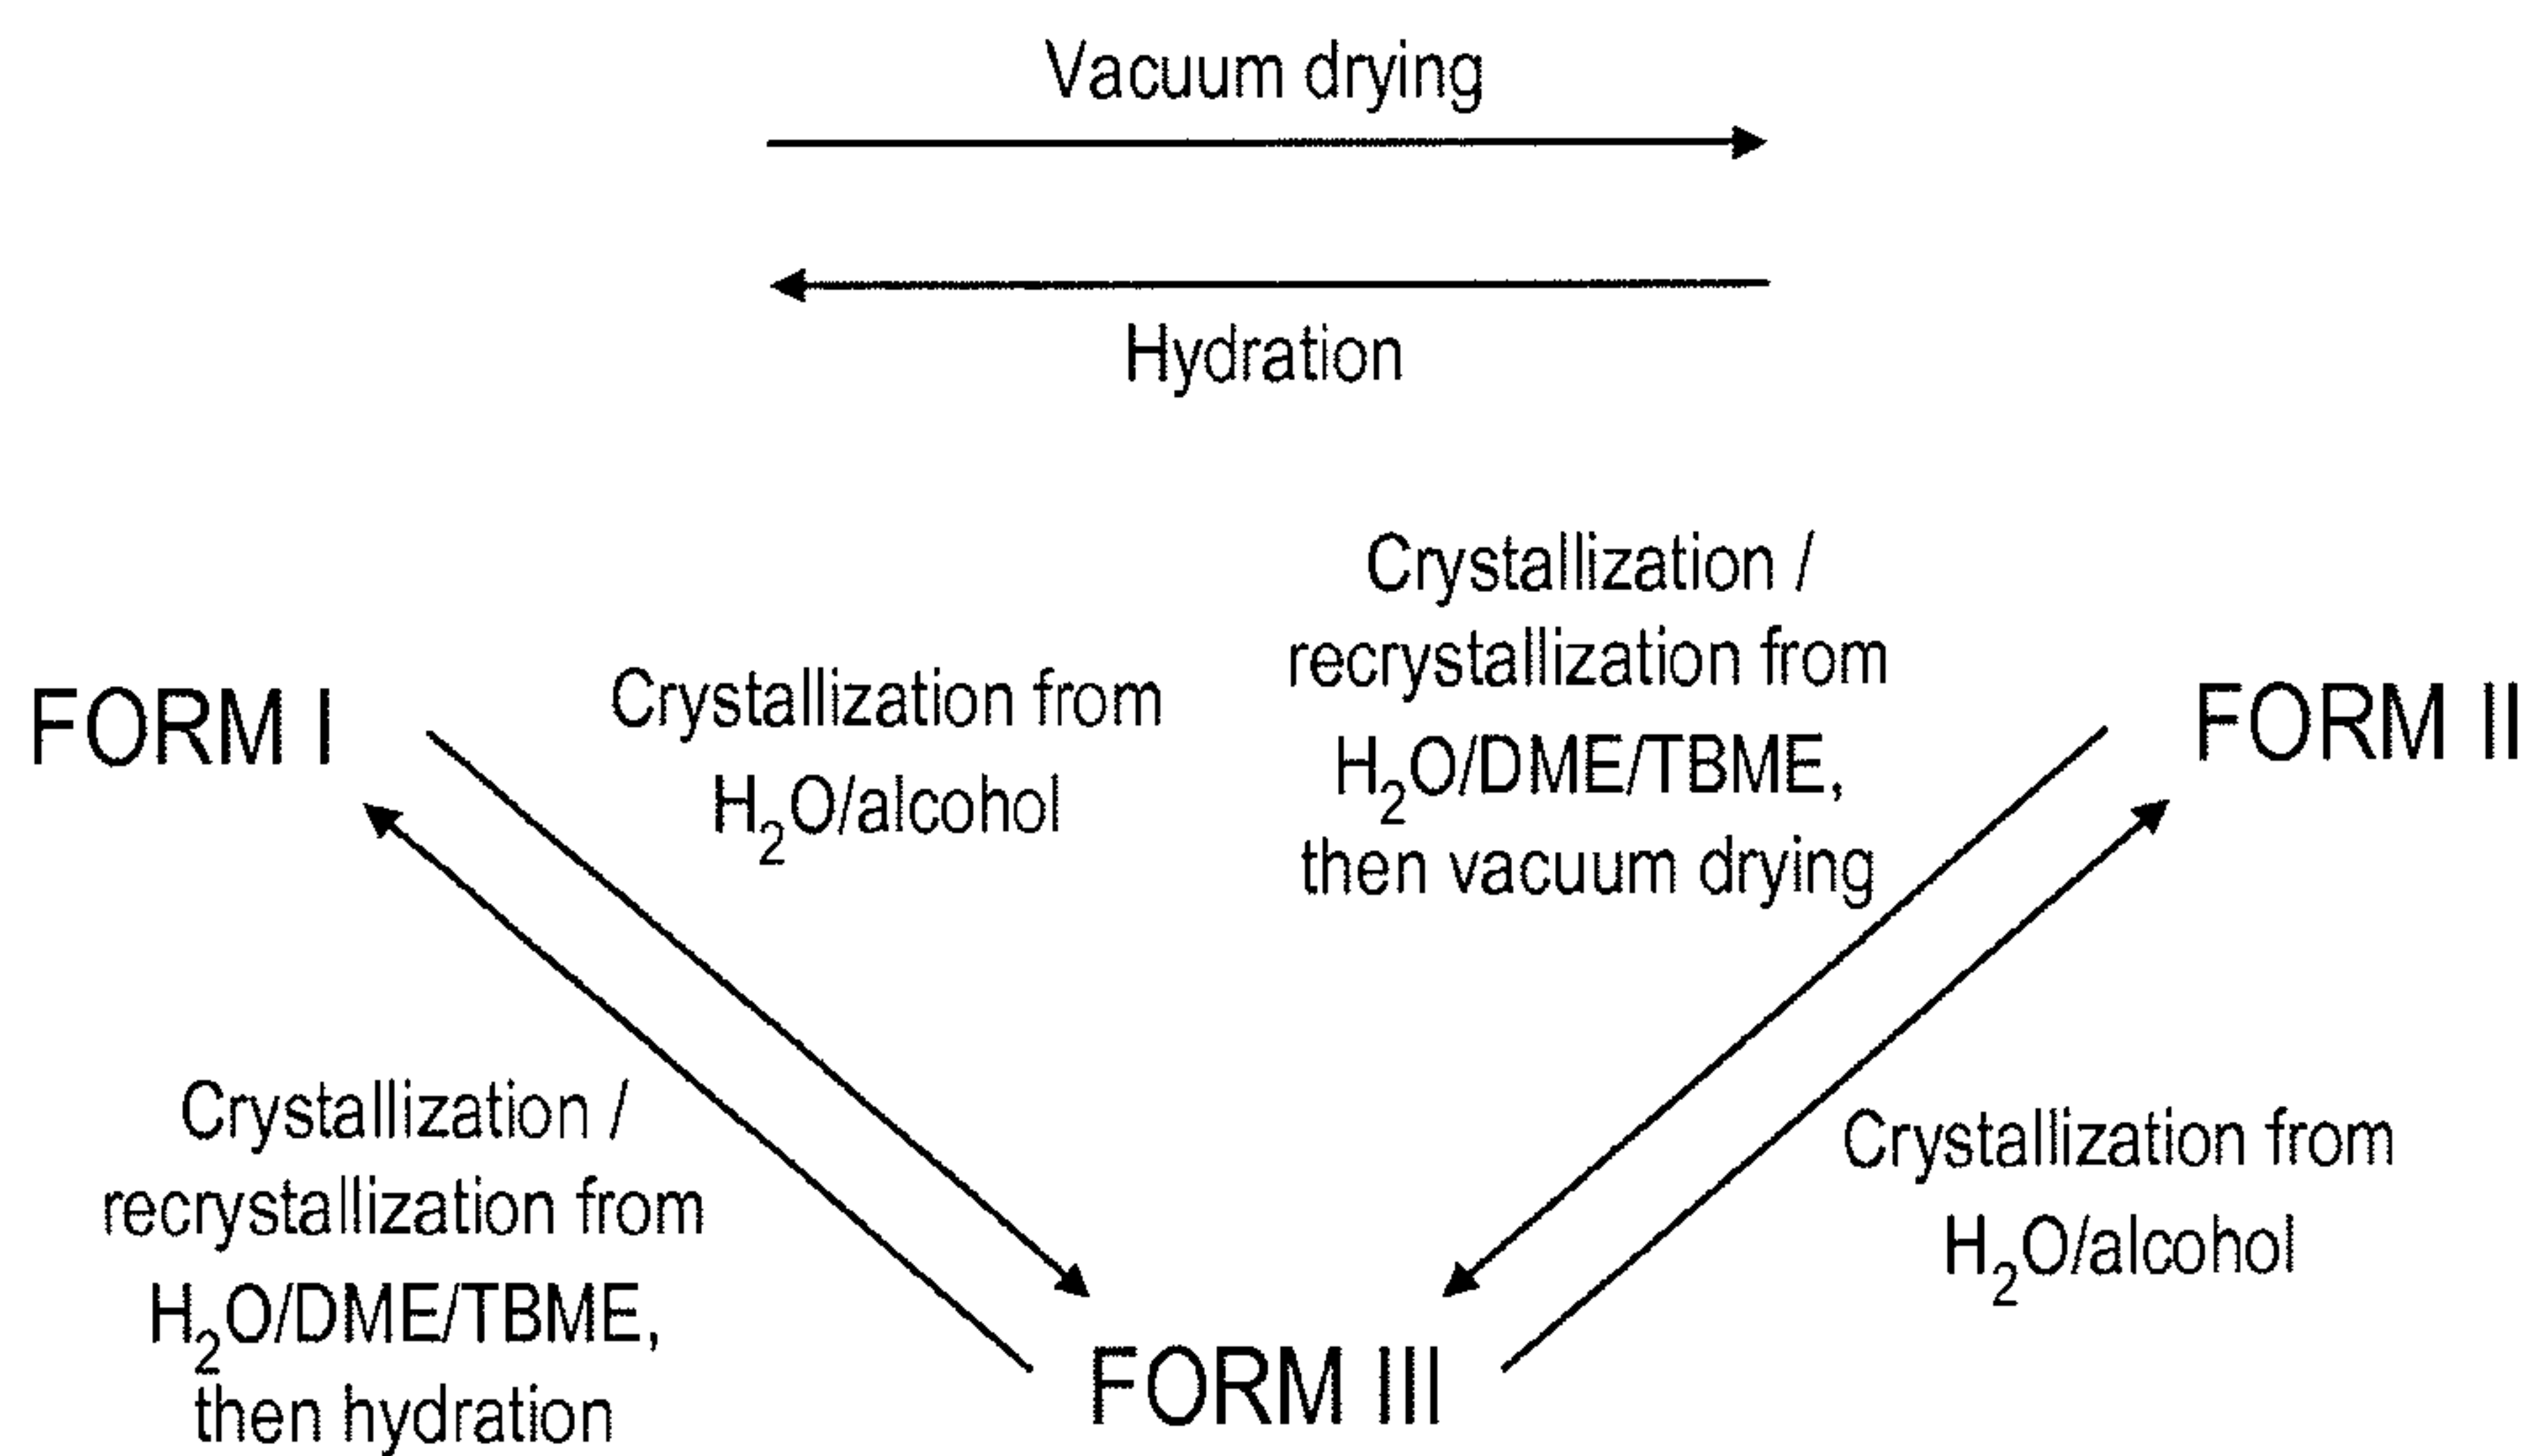 Vacuum drying
Hydration
FORM I
Crystallization from
H₂O/alcohol
Crystallization /
recrystallization from
H₂O/DME/TBME,
then vacuum drying
FORM II
Crystallization /
recrystallization from
H₂O/DME/TBME,
then hydration
Crystallization from
H₂O/alcohol
FORM III